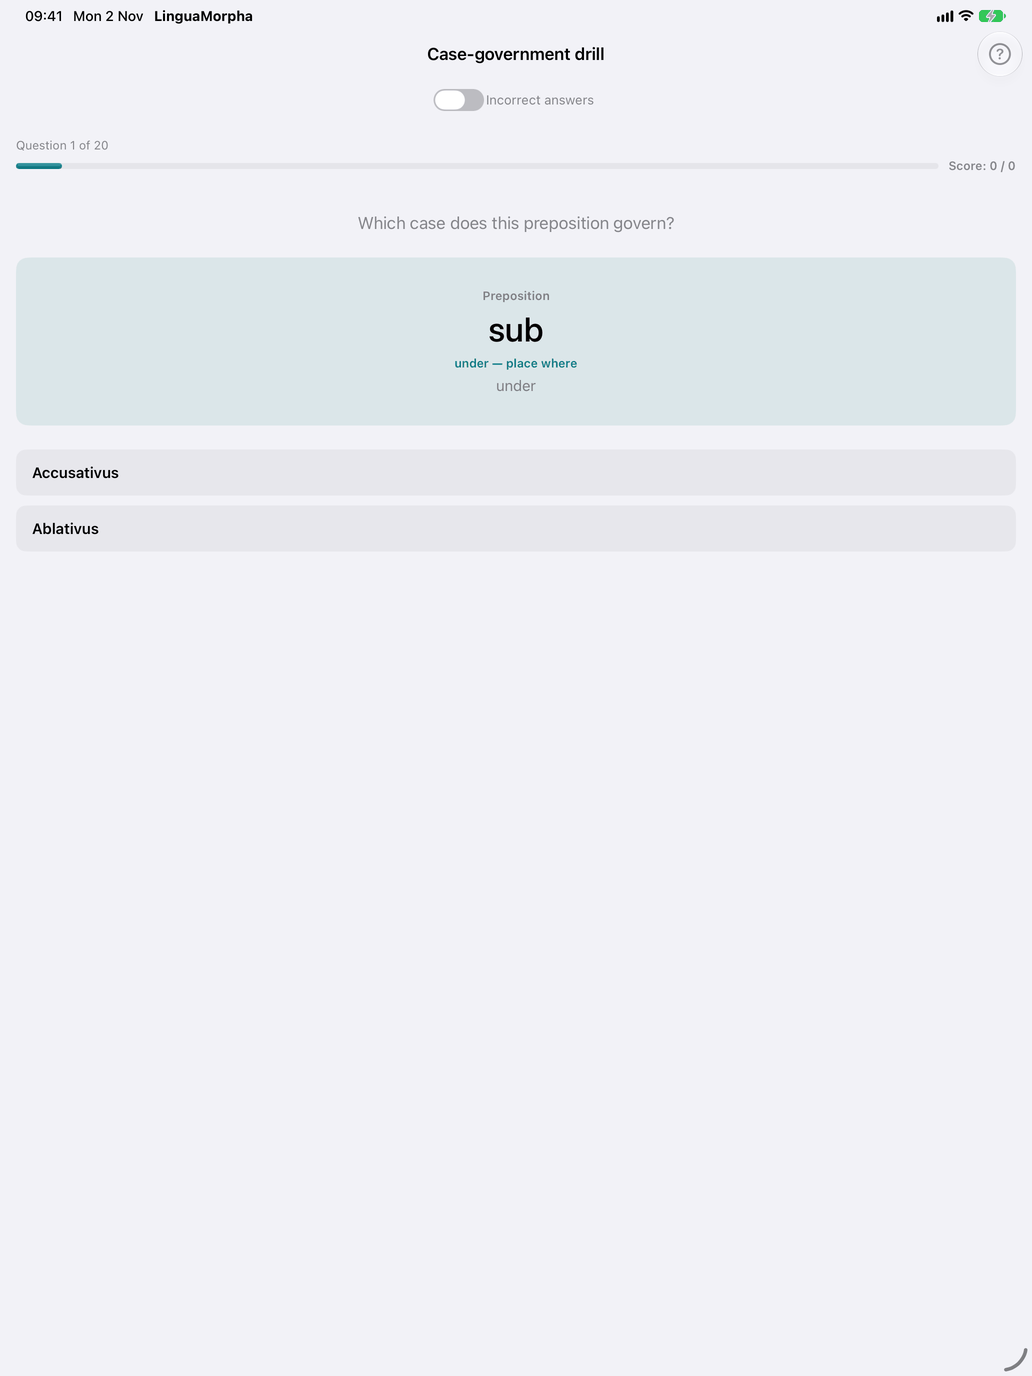 09:41 Mon 2 Nov LinguaMorpha
Case-government drill
?
Incorrect answers
Question 1 of 20
Score: 0 / 0
Which case does this preposition govern?
Preposition
sub
under — place where
under
Accusativus
Ablativus